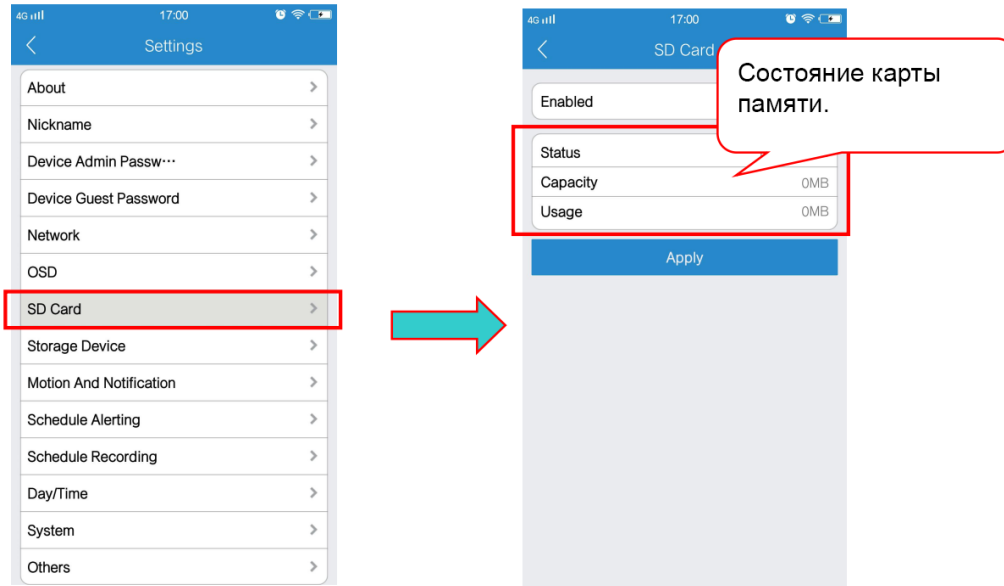 4G 17:00
Settings
About
Nickname
Device Admin Passw···
Device Guest Password
Network
OSD
SD Card
Storage Device
Motion And Notification
Schedule Alerting
Schedule Recording
Day/Time
System
Others
4G 17:00
SD Card
Состояние карты
памяти.
Enabled
Status
Capacity 0MB
Usage 0MB
Apply